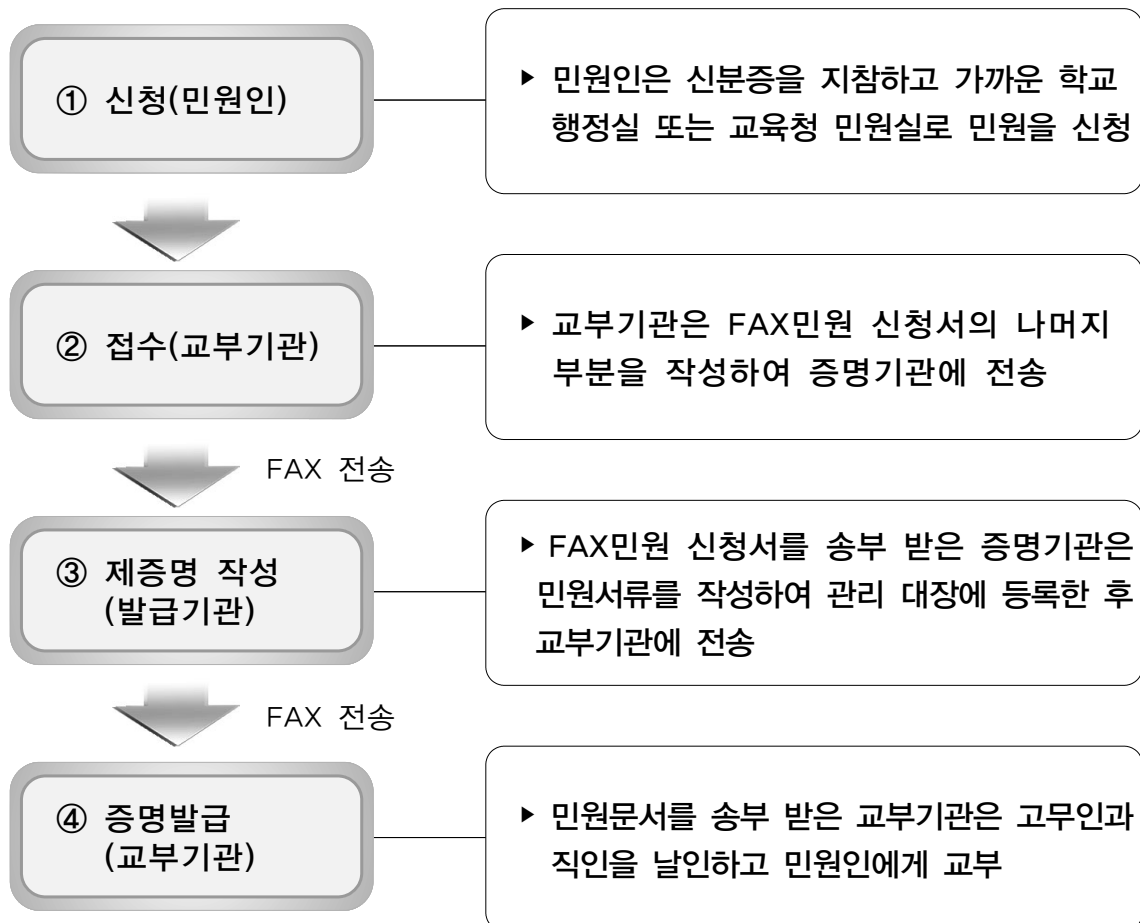 ① 신청(민원인)
▶ 민원인은 신분증을 지참하고 가까운 학교
행정실 또는 교육청 민원실로 민원을 신청
② 접수(교부기관)
▶ 교부기관은 FAX민원 신청서의 나머지
부분을 작성하여 증명기관에 전송
FAX 전송
③ 제증명 작성
(발급기관)
▶ FAX민원 신청서를 송부 받은 증명기관은
민원서류를 작성하여 관리 대장에 등록한 후
교부기관에 전송
FAX 전송
④ 증명발급
(교부기관)
▶ 민원문서를 송부 받은 교부기관은 고무인과
직인을 날인하고 민원인에게 교부